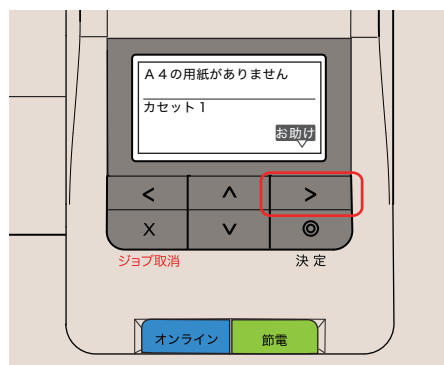 A4の用紙がありません
カセット1
お助け
< ∧ >
X ∨ ◎
ジョブ取消 決定
オンライン 節電